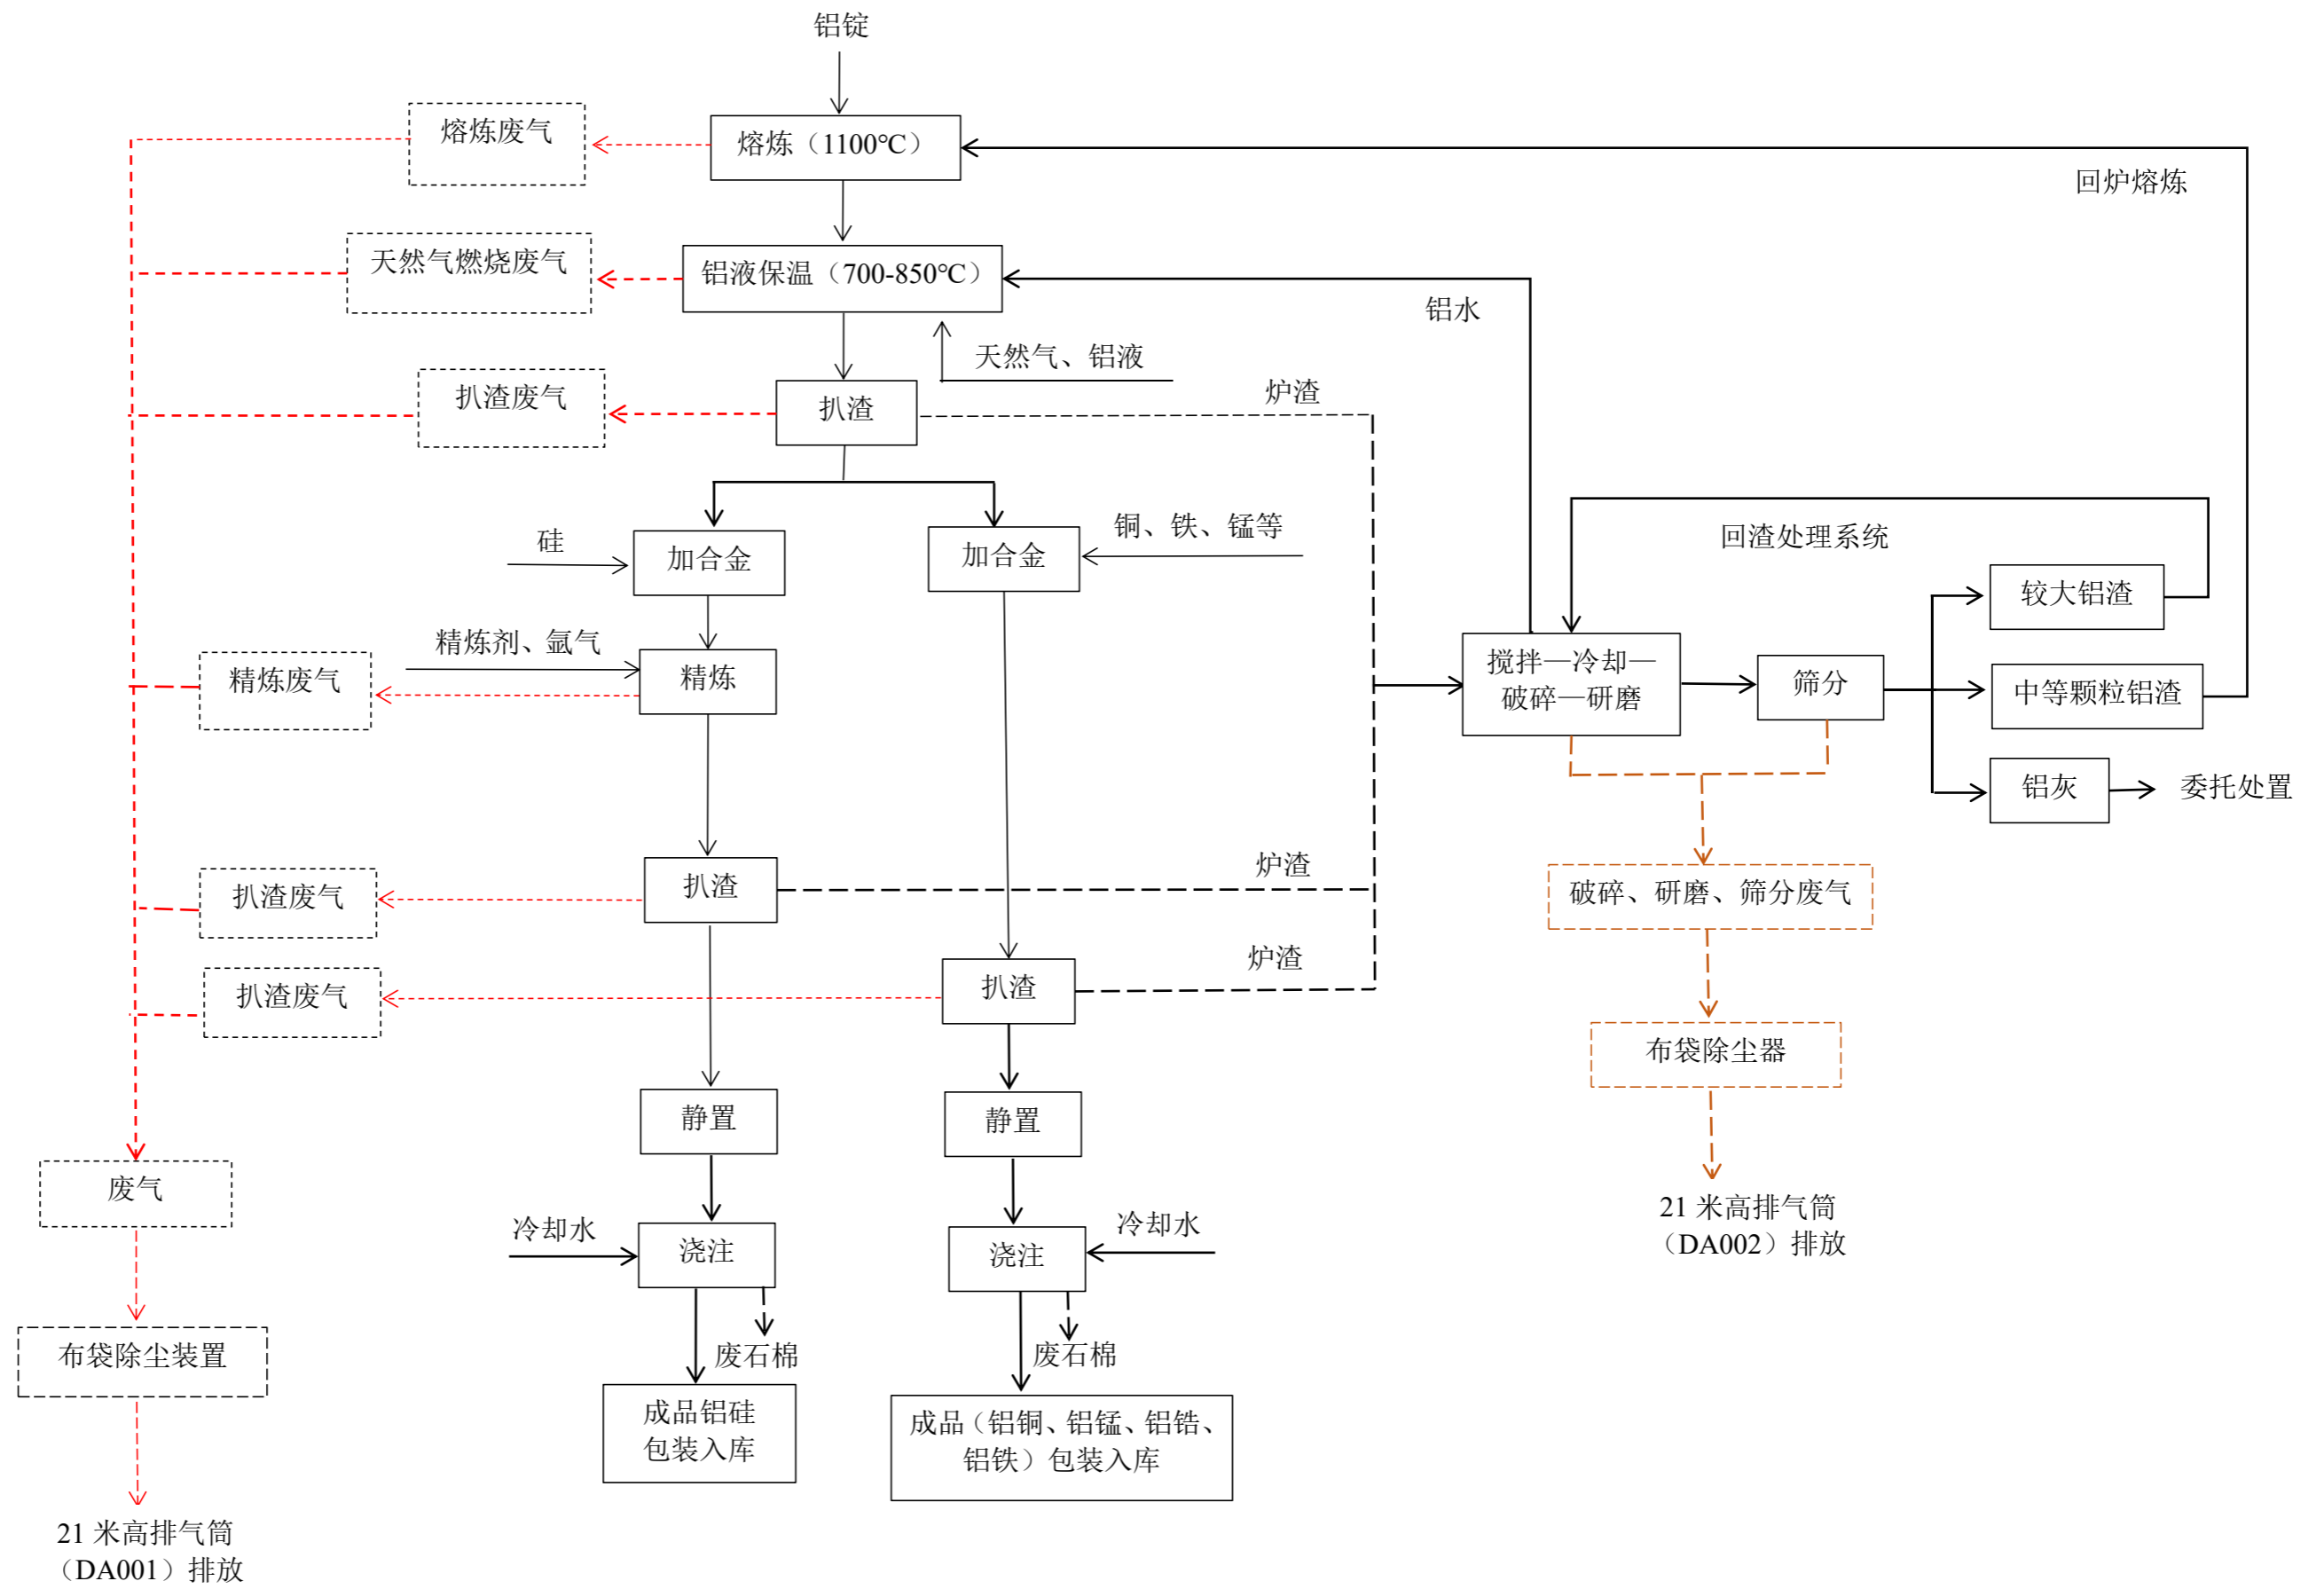 铝锭
熔炼废气
熔炼（1100℃）
回炉熔炼
天然气燃烧废气
铝液保温（700-850℃）
铝水
天然气、铝液
扒渣废气
扒渣
炉渣
硅
加合金
加合金
铜、铁、锰等
回渣处理系统
较大铝渣
精炼剂、氩气
精炼废气
精炼
搅拌—冷却—
破碎—研磨
筛分
中等颗粒铝渣
铝灰
委托处置
扒渣废气
扒渣
炉渣
破碎、研磨、筛分废气
扒渣废气
扒渣
炉渣
布袋除尘器
静置
静置
废气
21 米高排气筒
（DA002）排放
冷却水
浇注
浇注
冷却水
布袋除尘装置
废石棉
废石棉
成品铝硅
包装入库
成品（铝铜、铝锰、铝锆、
铝铁）包装入库
21 米高排气筒
（DA001）排放